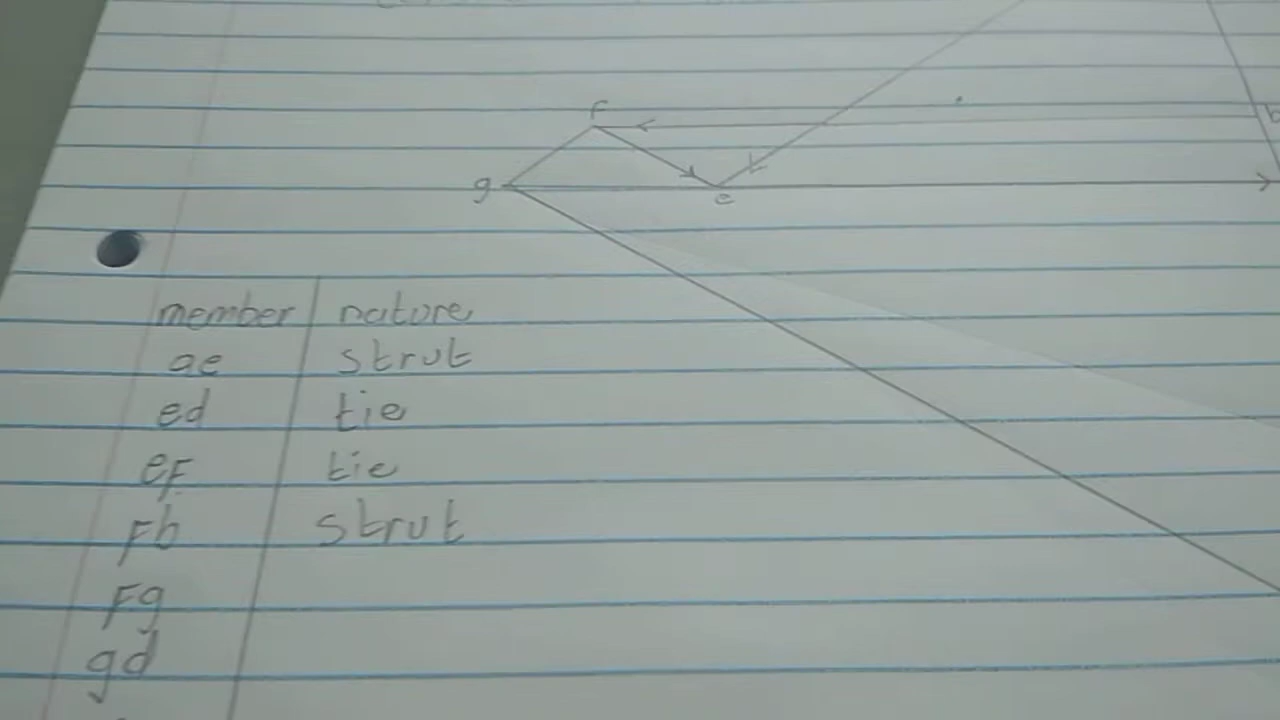 F
b
g
e
member nature
ae strut
ed tie
eF tie
Fb strut
Fg
gd